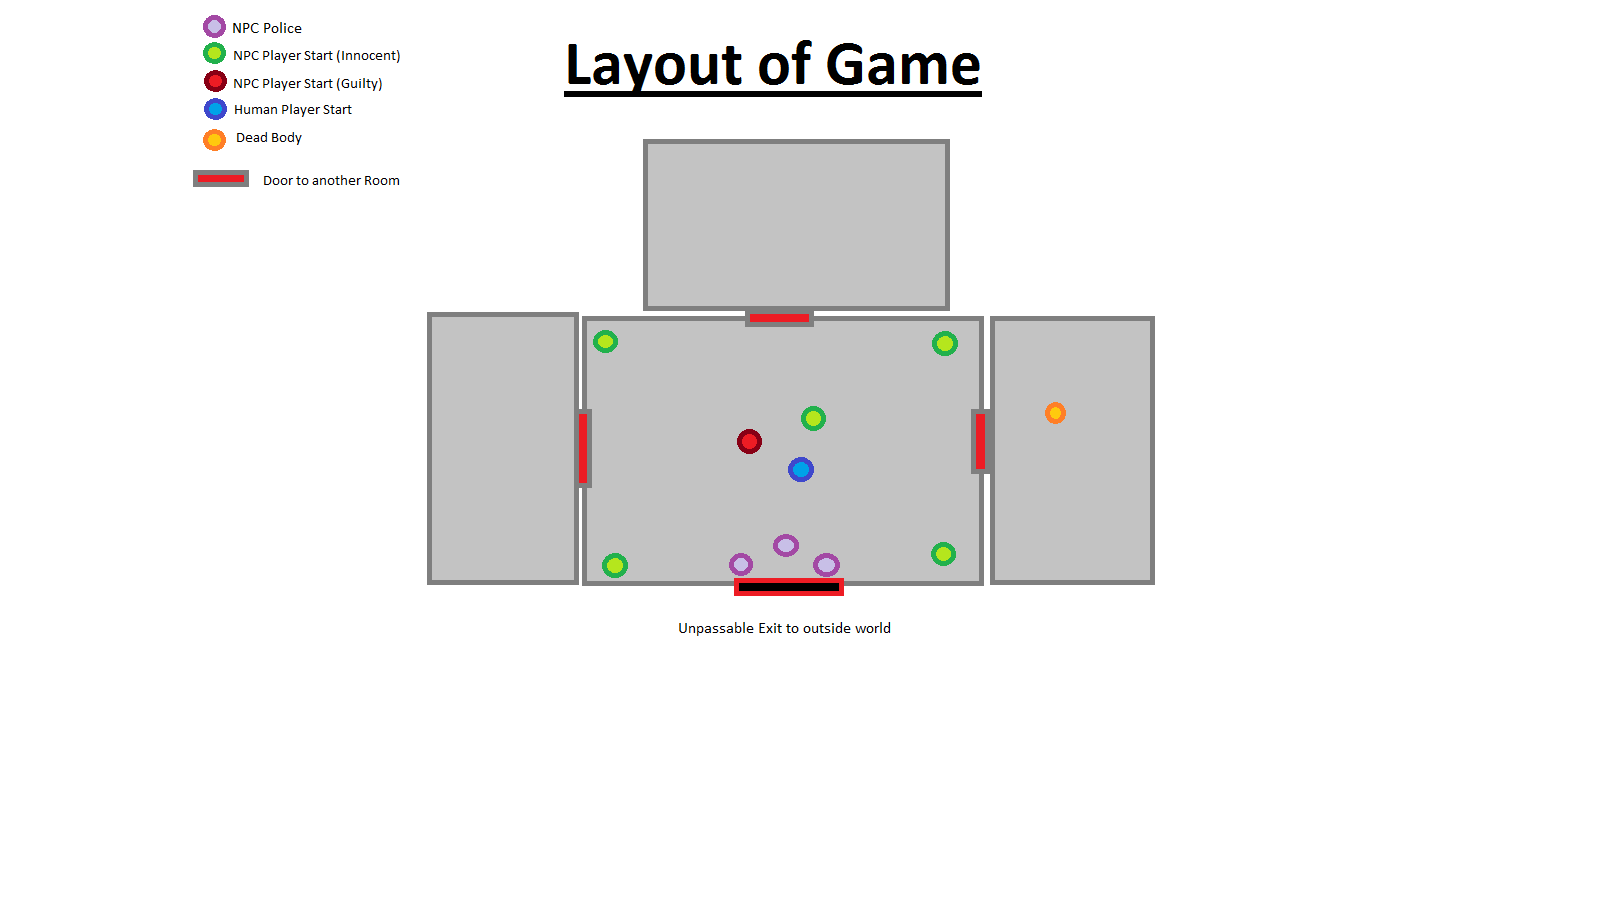 NPC Police
NPC Player Start (Innocent)
NPC Player Start (Guilty)
Human Player Start
Dead Body
Door to another Room
Layout of Game
Unpassable Exit to outside world